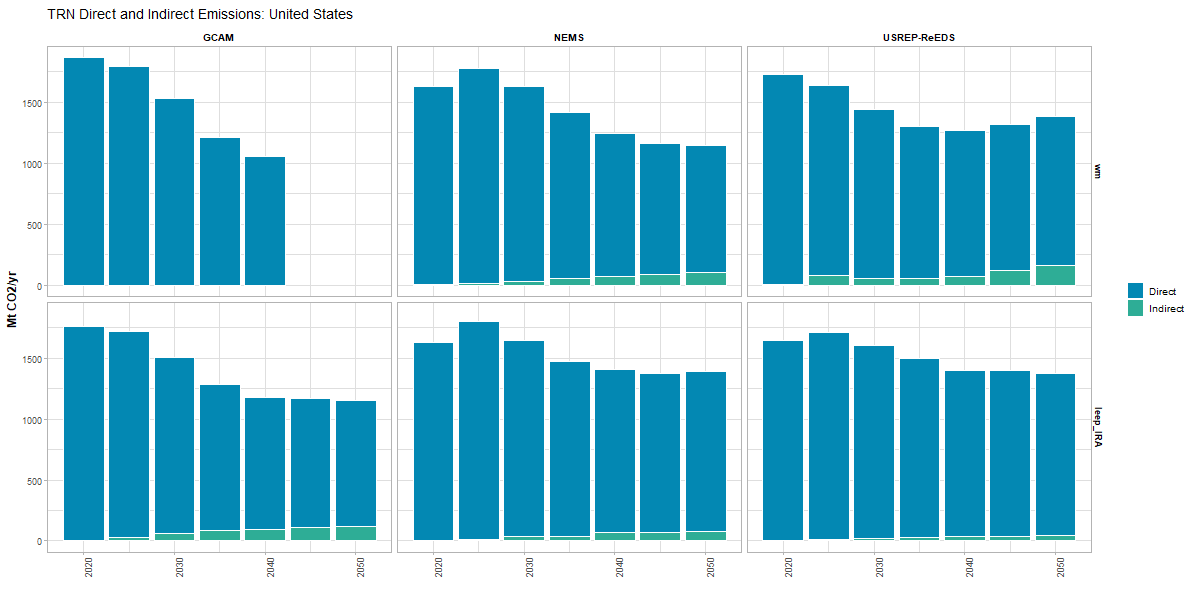 TRN Direct and Indirect Emissions: United States
GCAM
NEMS
USREP-ReEDS
1500
1000
500
0
wm
1500
1000
500
0
leep_IRA
Mt CO2/yr
2020
2030
2040
2050
2020
2030
2040
2050
2020
2030
2040
2050
Direct
Indirect